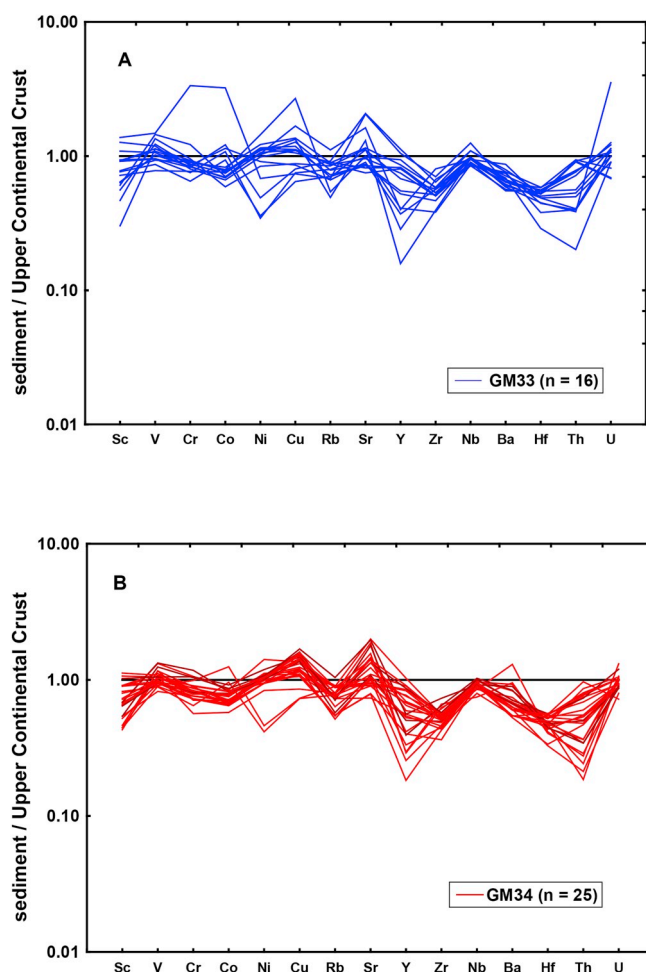 10.00
A
1.00
sediment / Upper Continental Crust
0.10
GM33 (n = 16)
0.01
Sc V Cr Co Ni Cu Rb Sr Y Zr Nb Ba Hf Th U
10.00
B
1.00
sediment / Upper Continental Crust
0.10
GM34 (n = 25)
0.01
Sc V Cr Co Ni Cu Rb Sr Y Zr Nb Ba Hf Th U